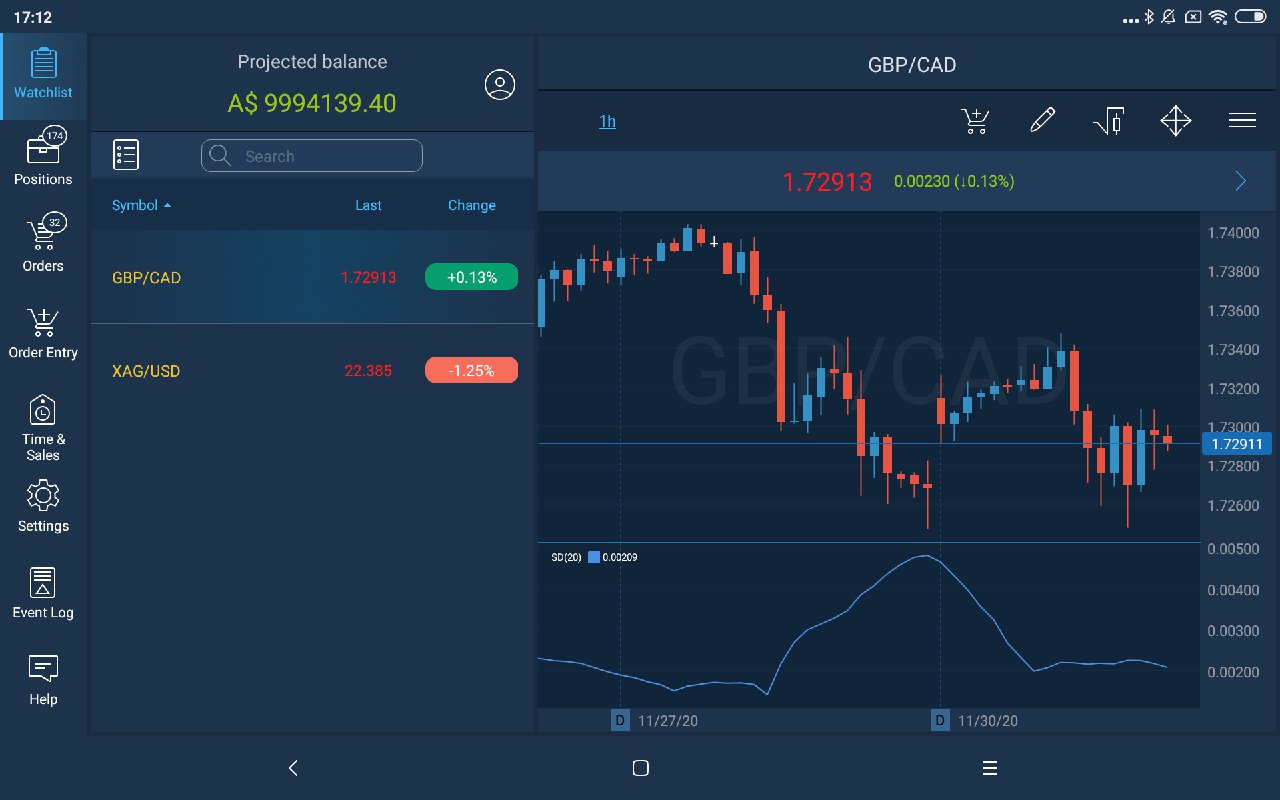 17:12
Watchlist
174
Positions
32
Orders
Order Entry
Time &
Sales
Settings
Event Log
Help
Projected balance
A$ 9994139.40
Search
Symbol Last Change
GBP/CAD 1.72913 +0.13%
XAG/USD 22.385 -1.25%
GBP/CAD
1h
1.72913 0.00230 (↓0.13%)
GBP/CAD
1.74000
1.73800
1.73600
1.73400
1.73200
1.73000
1.72911
1.72800
1.72600
SD(20) 0.00209
0.00500
0.00400
0.00300
0.00200
D 11/27/20 D 11/30/20